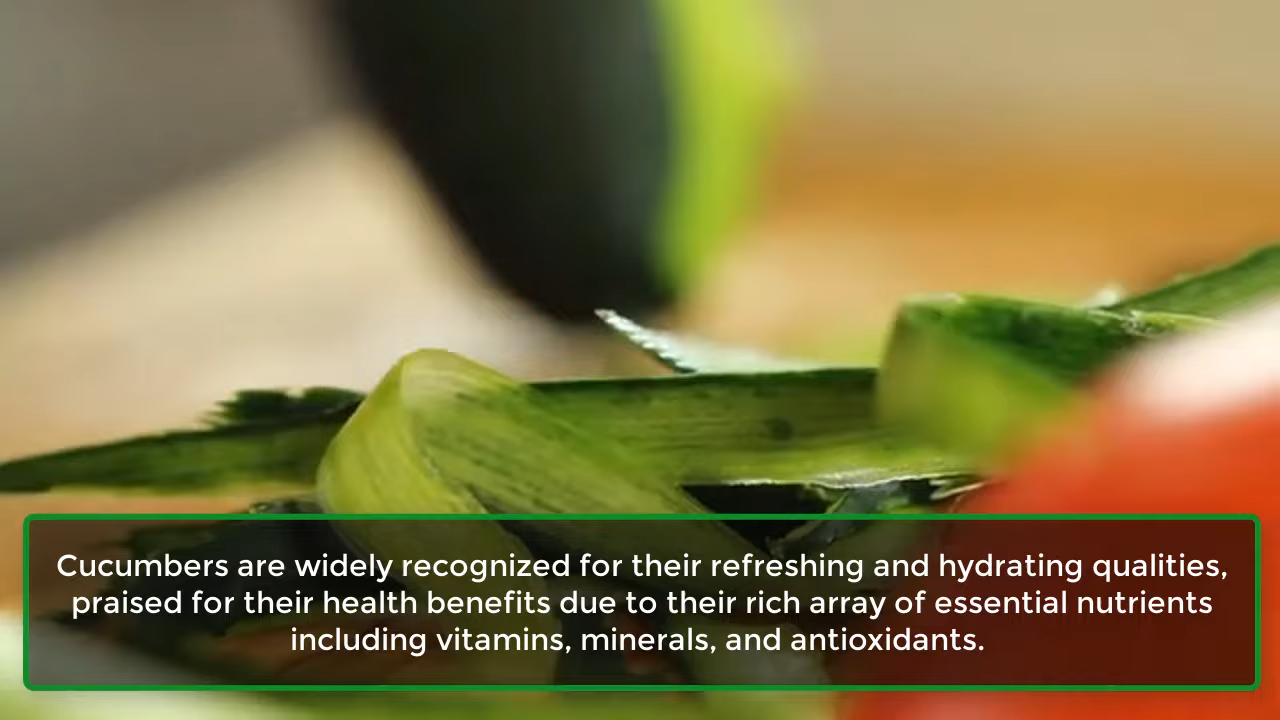 Cucumbers are widely recognized for their refreshing and hydrating qualities,
praised for their health benefits due to their rich array of essential nutrients
including vitamins, minerals, and antioxidants.